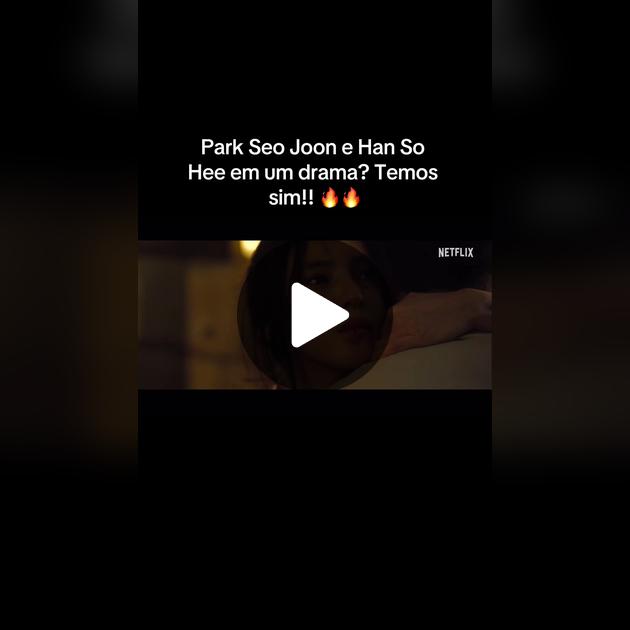 Park Seo Joon e Han So
Hee em um drama? Temos
sim!! 🔥🔥
NETFLIX